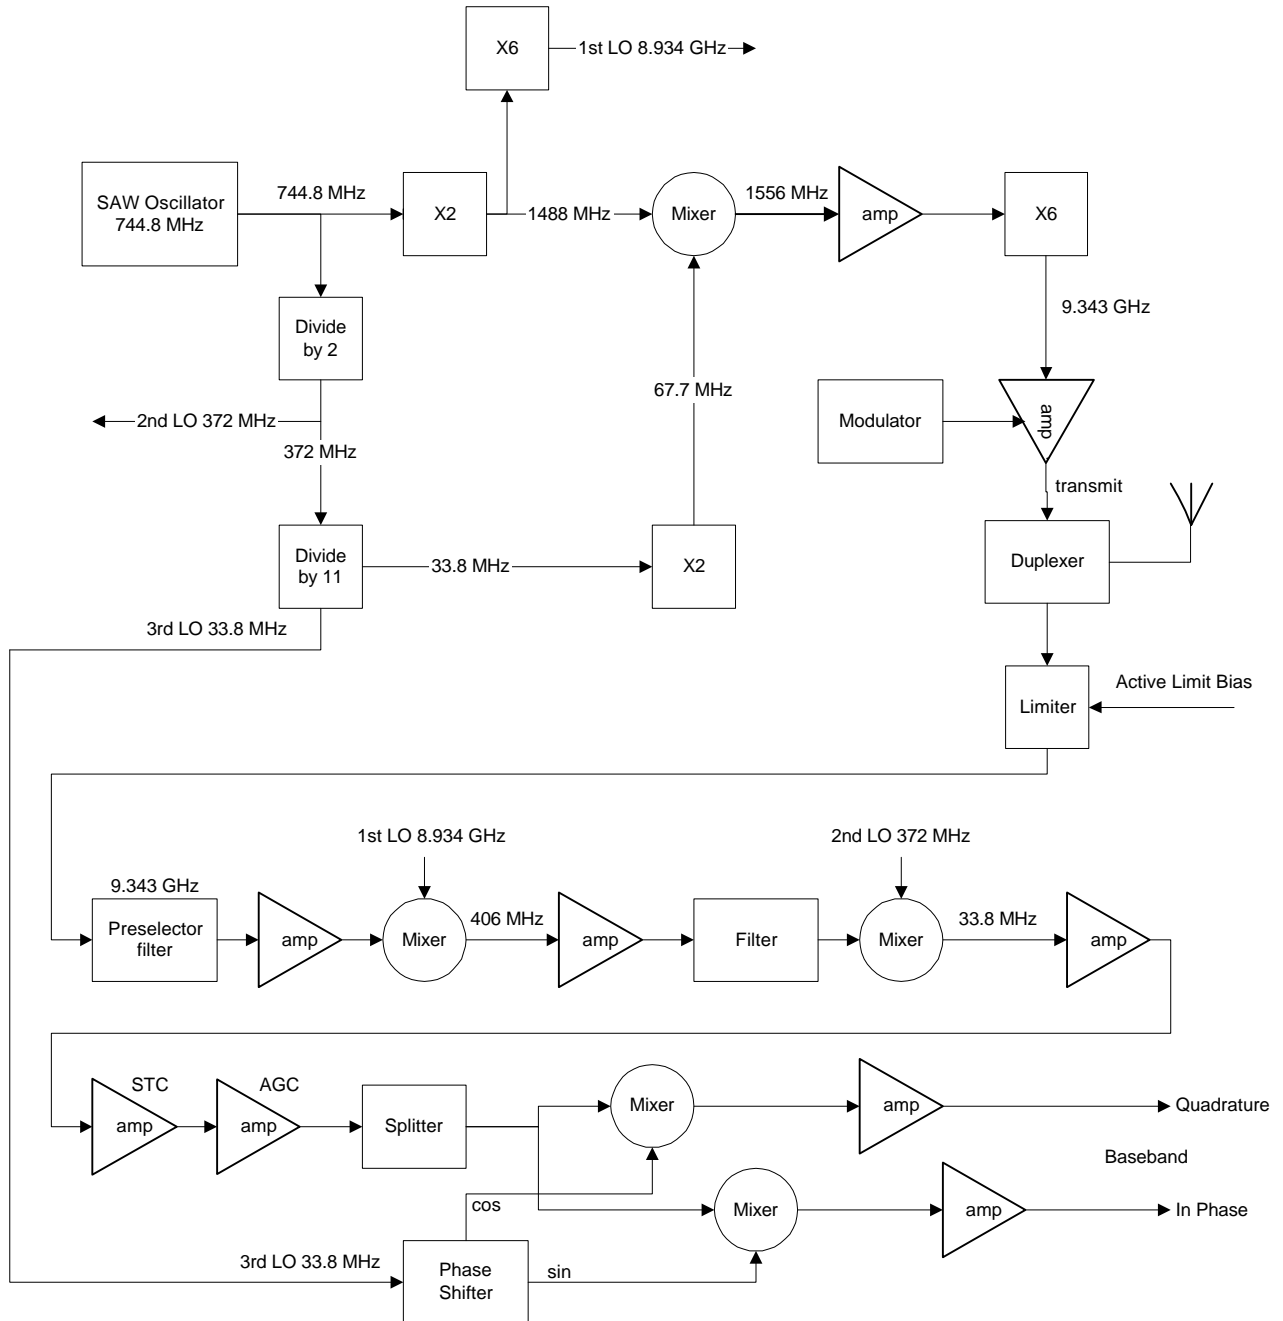 X6
1st LO 8.934 GHz
SAW Oscillator
744.8 MHz
744.8 MHz
X2
1488 MHz
Mixer
1556 MHz
amp
X6
Divide
by 2
9.343 GHz
67.7 MHz
Modulator
amp
2nd LO 372 MHz
372 MHz
transmit
Divide
by 11
33.8 MHz
X2
Duplexer
3rd LO 33.8 MHz
Active Limit Bias
Limiter
1st LO 8.934 GHz
2nd LO 372 MHz
9.343 GHz
Preselector
filter
amp
Mixer
406 MHz
amp
Filter
Mixer
33.8 MHz
amp
STC
amp
AGC
amp
Splitter
Mixer
amp
Quadrature
Baseband
cos
Mixer
amp
In Phase
3rd LO 33.8 MHz
Phase
Shifter
sin